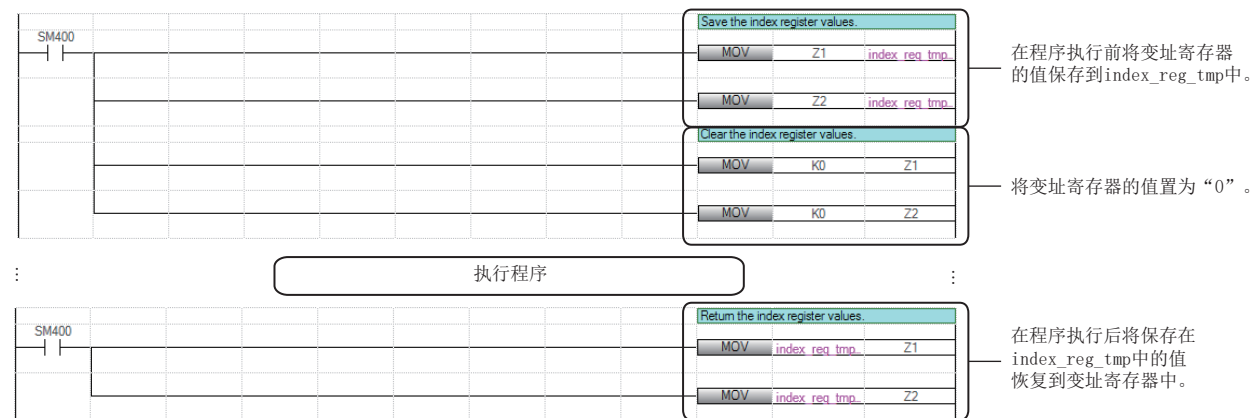 Save the index register values.
SM400
MOV Z1 index_reg_tmp..
MOV Z2 index_reg_tmp..
在程序执行前将变址寄存器
的值保存到index_reg_tmp中。
Clear the index register values.
MOV K0 Z1
MOV K0 Z2
将变址寄存器的值置为“0”。
⋮ 执行程序 ⋮
Return the index register values.
SM400
MOV index_reg_tmp.. Z1
MOV index_reg_tmp.. Z2
在程序执行后将保存在
index_reg_tmp中的值
恢复到变址寄存器中。